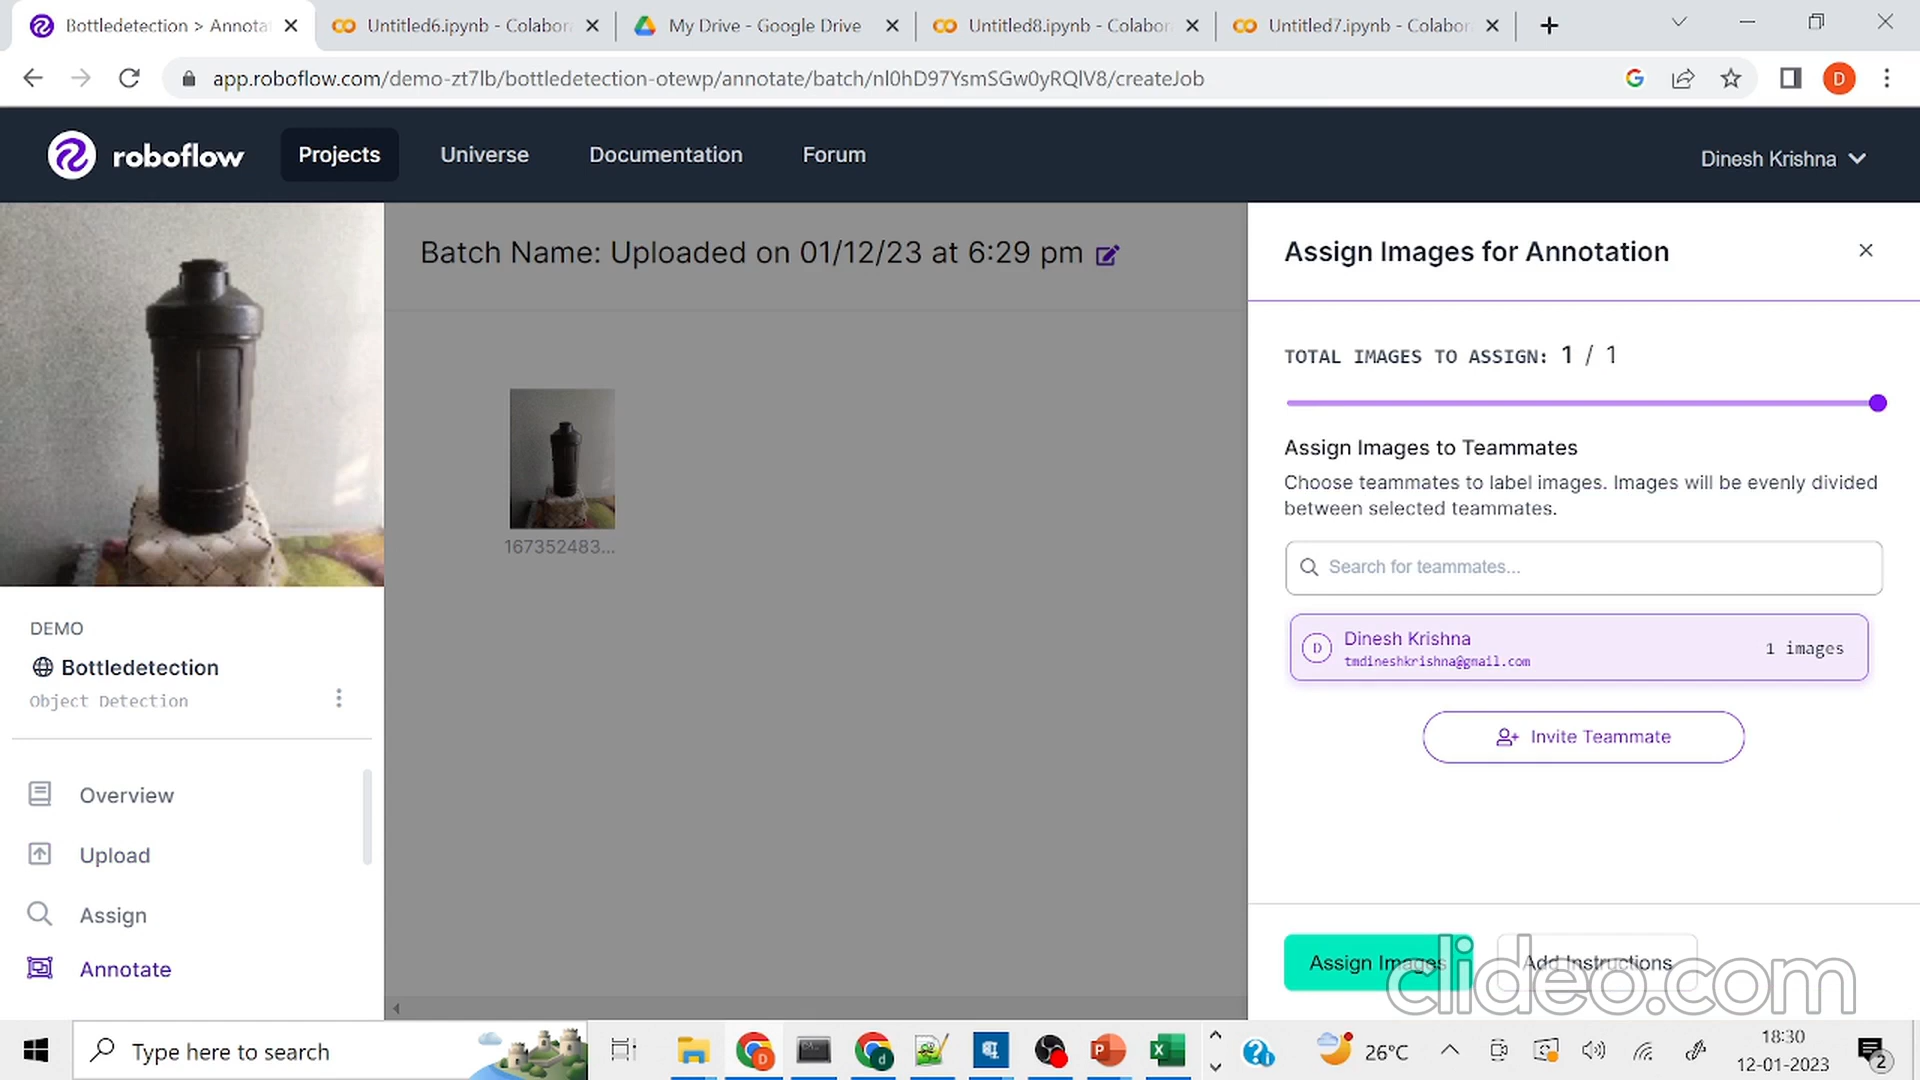 Bottledetection > Annotat
Untitled6.ipynb - Colabora
My Drive - Google Drive
Untitled8.ipynb - Colabora
Untitled7.ipynb - Colabor
app.roboflow.com/demo-zt7lb/bottledetection-otewp/annotate/batch/nl0hD97YsmSGw0yRQlV8/createJob
D
roboflow
Projects
Universe
Documentation
Forum
Dinesh Krishna
Batch Name: Uploaded on 01/12/23 at 6:29 pm
167352483...
DEMO
Bottledetection
Object Detection
Overview
Upload
Assign
Annotate
Assign Images for Annotation
TOTAL IMAGES TO ASSIGN: 1 / 1
Assign Images to Teammates
Choose teammates to label images. Images will be evenly divided
between selected teammates.
Search for teammates...
D
Dinesh Krishna
tmdineshkrishna@gmail.com
1 images
Invite Teammate
Assign Images
Add Instructions
clideo.com
Type here to search
26°C
18:30
12-01-2023
2